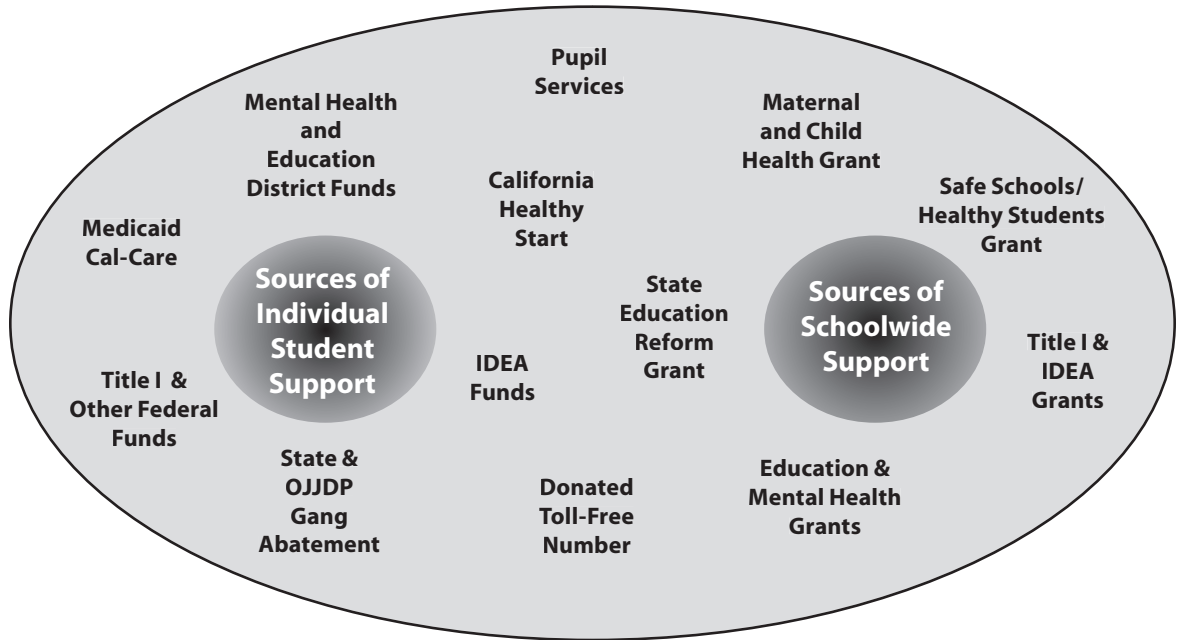 Pupil
Services
Mental Health
and
Education
District Funds
Maternal
and Child
Health Grant
California
Healthy
Start
Safe Schools/
Healthy Students
Grant
Medicaid
Cal-Care
Sources of
Individual
Student
Support
State
Education
Reform
Grant
Sources of
Schoolwide
Support
Title I &
IDEA
Grants
IDEA
Funds
Title I &
Other Federal
Funds
State &
OJJDP
Gang
Abatement
Donated
Toll-Free
Number
Education &
Mental Health
Grants